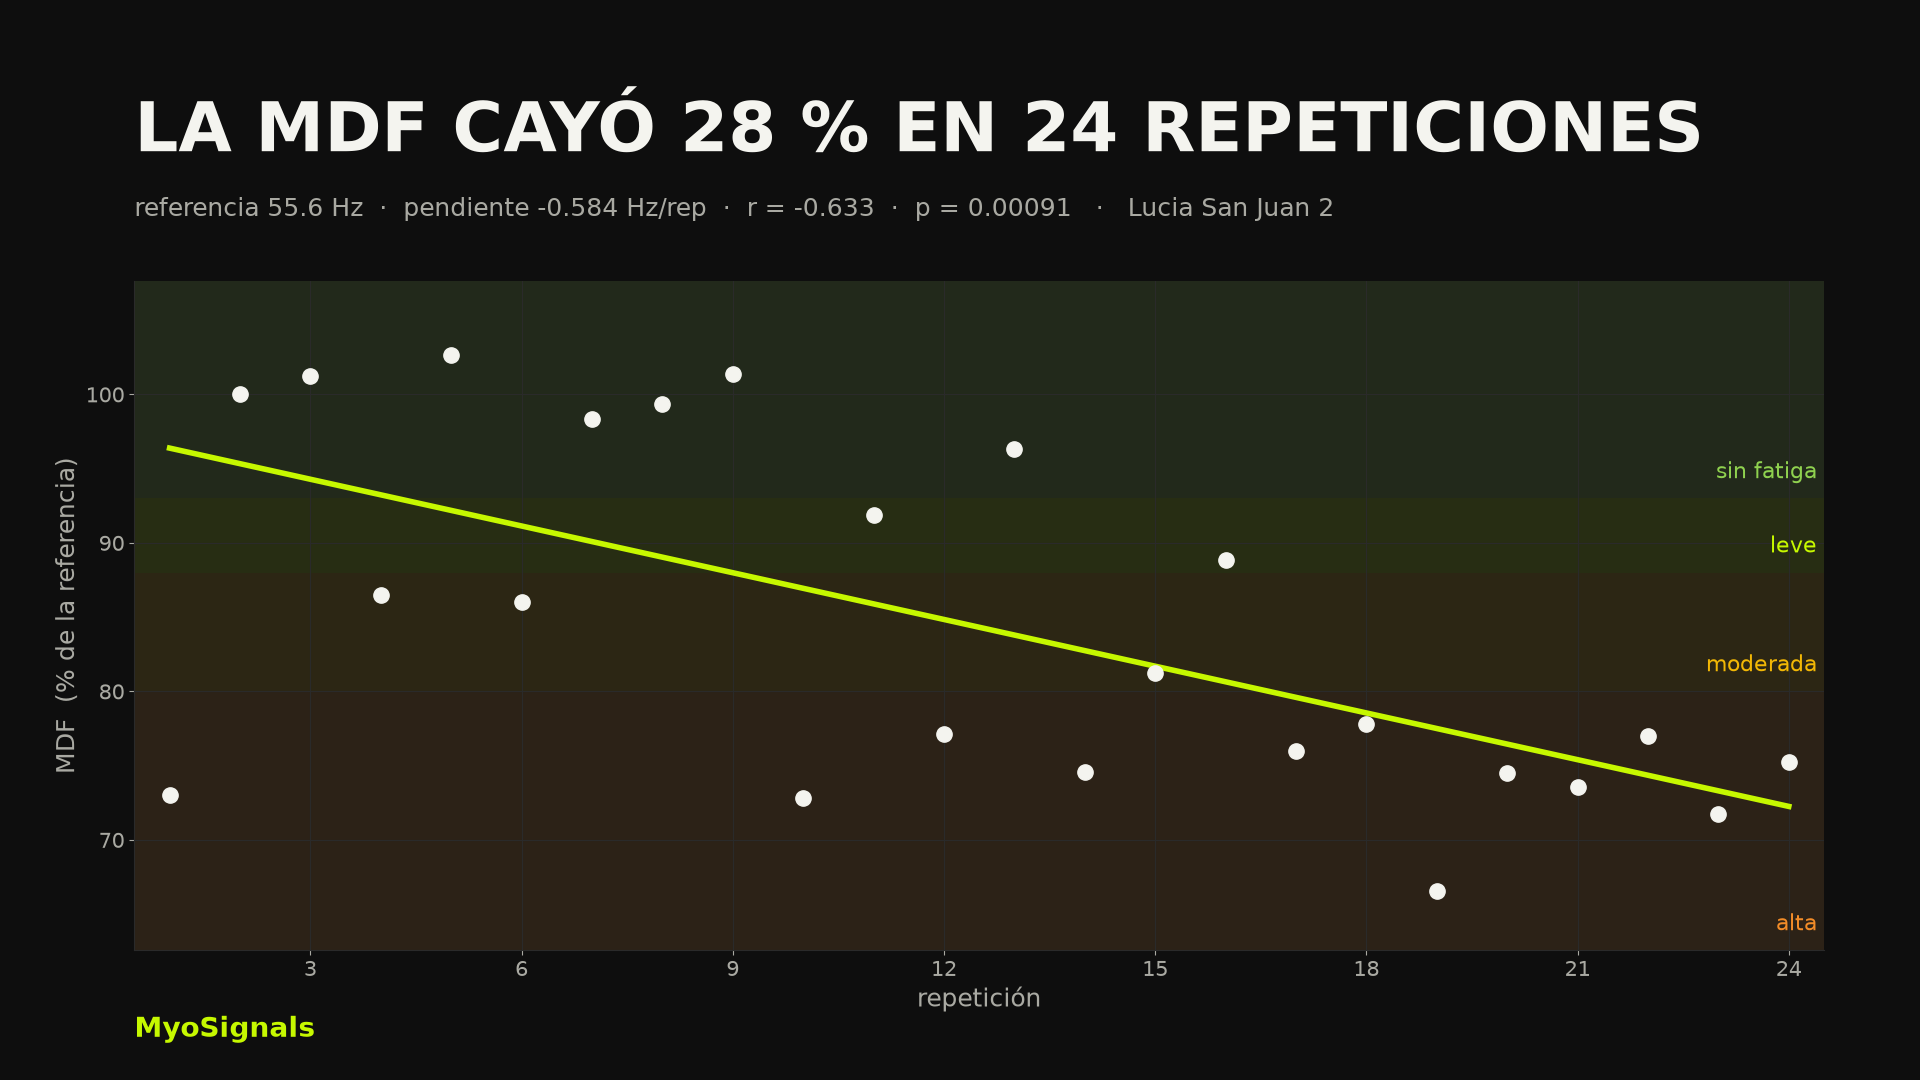 LA MDF CAYÓ 28 % EN 24 REPETICIONES
referencia 55.6 Hz · pendiente -0.584 Hz/rep · r = -0.633 · p = 0.00091 · Lucia San Juan 2
MDF (% de la referencia)
100
90
80
70
sin fatiga
leve
moderada
alta
3 6 9 12 15 18 21 24
repetición
MyoSignals